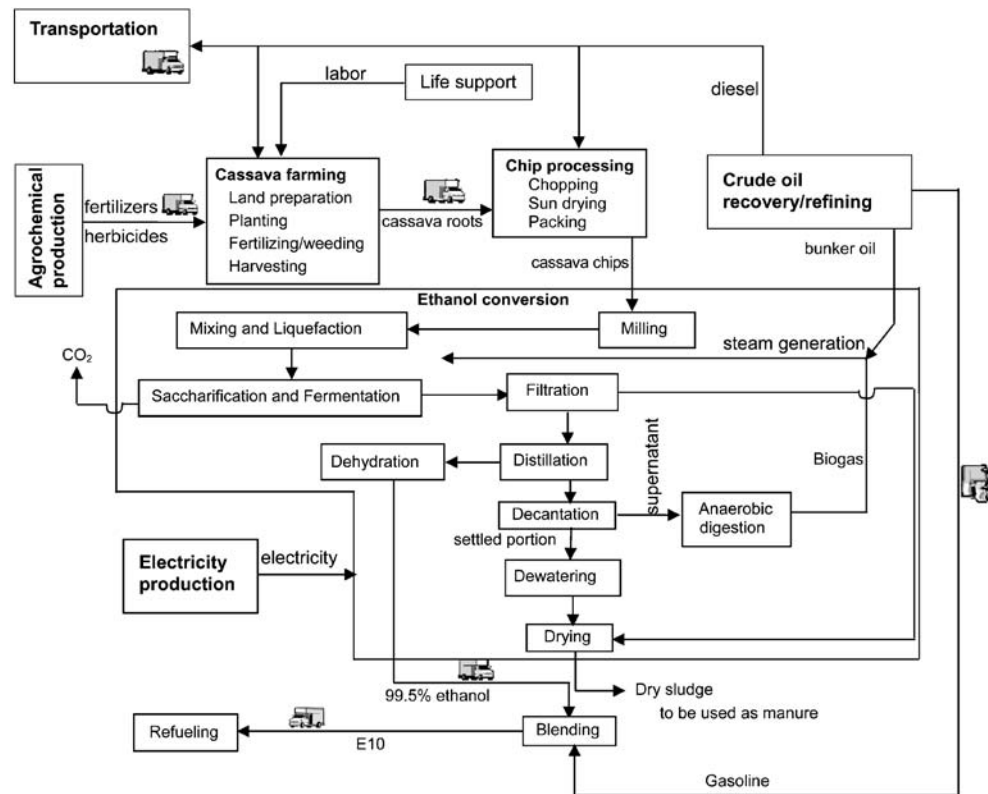 Transportation
labor
Life support
diesel
Agrochemical
production
fertilizers
herbicides
Cassava farming
Land preparation
Planting
Fertilizing/weeding
Harvesting
cassava roots
Chip processing
Chopping
Sun drying
Packing
Crude oil
recovery/refining
cassava chips
bunker oil
Ethanol conversion
Mixing and Liquefaction
Milling
steam generation
CO₂
Saccharification and Fermentation
Filtration
Dehydration
Distillation
supernatant
Biogas
Decantation
Anaerobic
digestion
settled portion
Electricity
production
electricity
Dewatering
Drying
99.5% ethanol
Dry sludge
to be used as manure
Refueling
E10
Blending
Gasoline